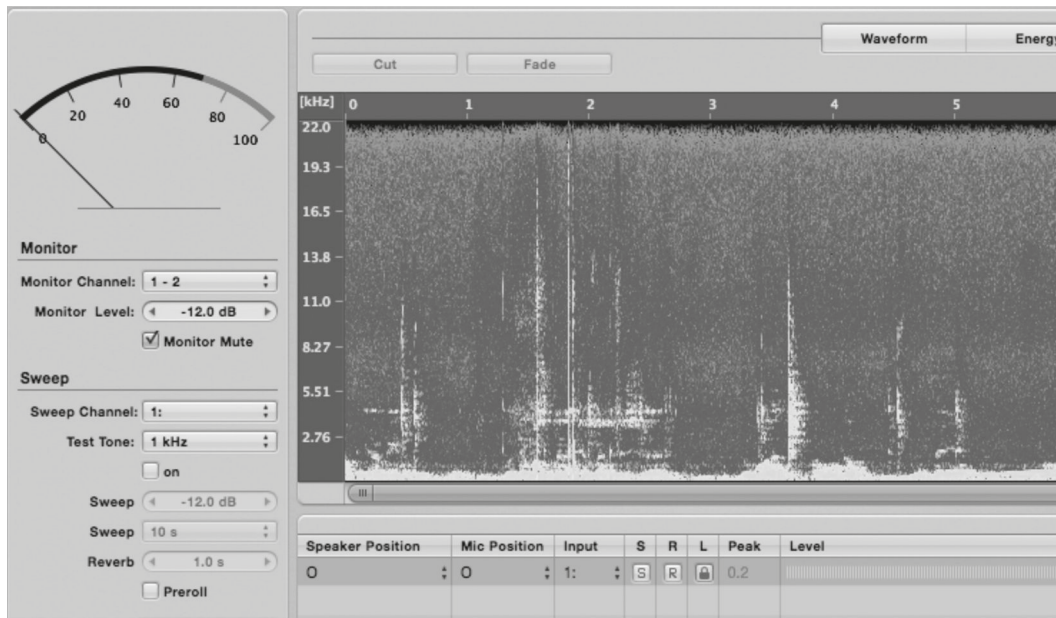 0
20
40
60
80
100
Monitor
Monitor Channel: 1 - 2
Monitor Level: -12.0 dB
Monitor Mute
Sweep
Sweep Channel: 1:
Test Tone: 1 kHz
on
Sweep -12.0 dB
Sweep 10 s
Reverb 1.0 s
Preroll
Waveform Energy
Cut Fade
[kHz] 0 1 2 3 4 5
22.0
19.3
16.5
13.8
11.0
8.27
5.51
2.76
Speaker Position Mic Position Input S R L Peak Level
O O 1: S R 0.2